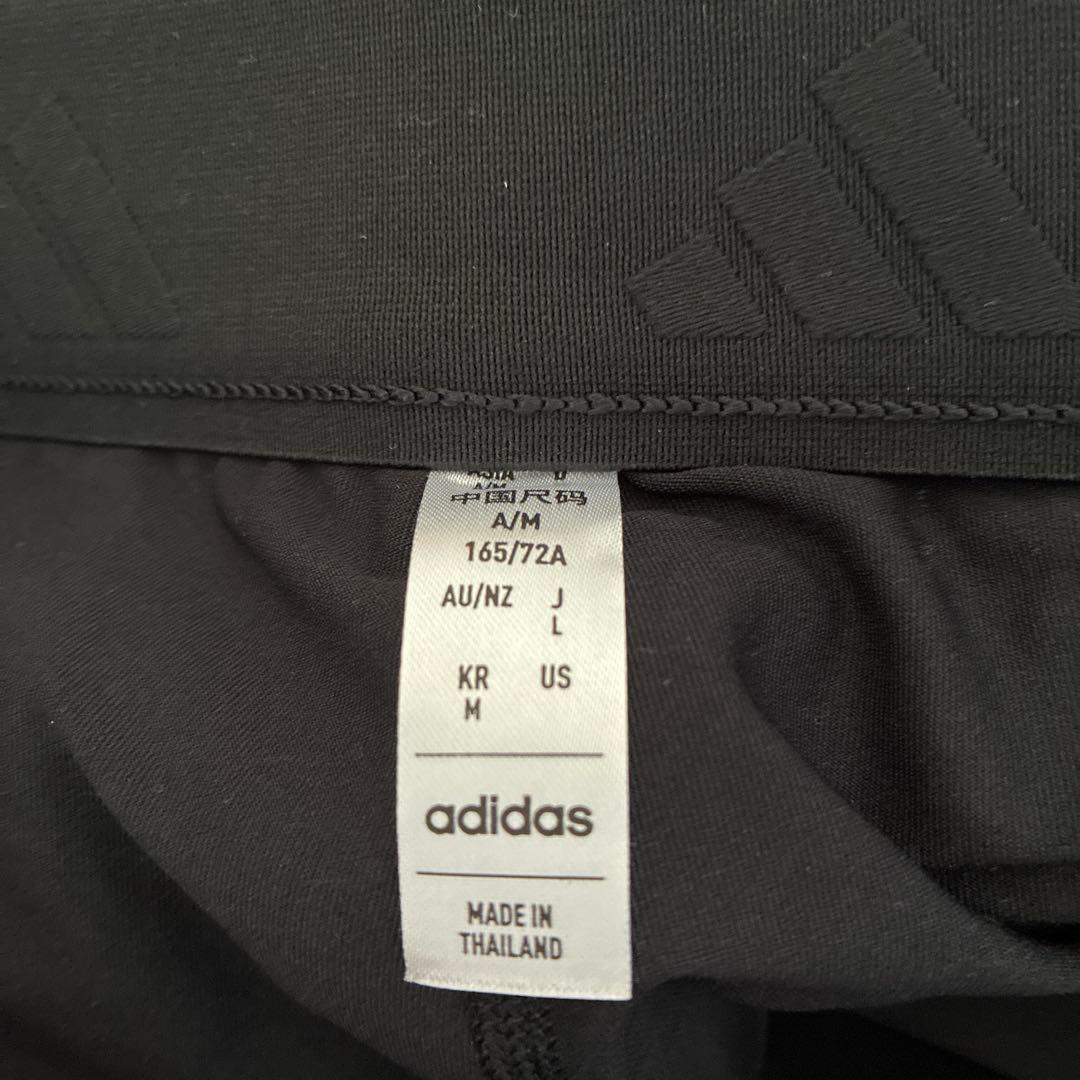 中国尺码
A/M
165/72A
AU/NZ J
L
KR US
M
adidas
MADE IN
THAILAND